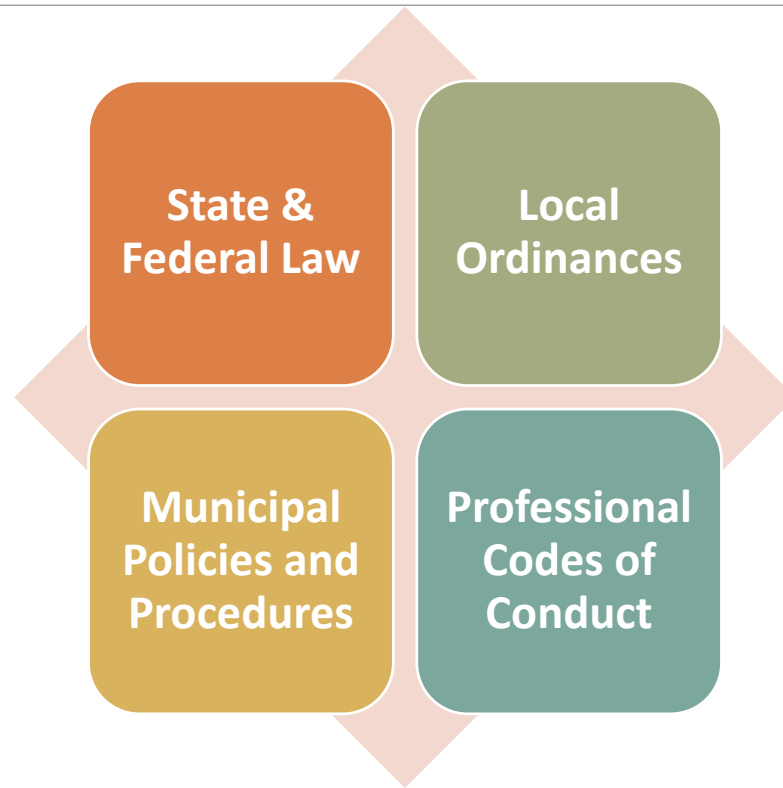 State &
Federal Law
Local
Ordinances
Municipal
Policies and
Procedures
Professional
Codes of
Conduct